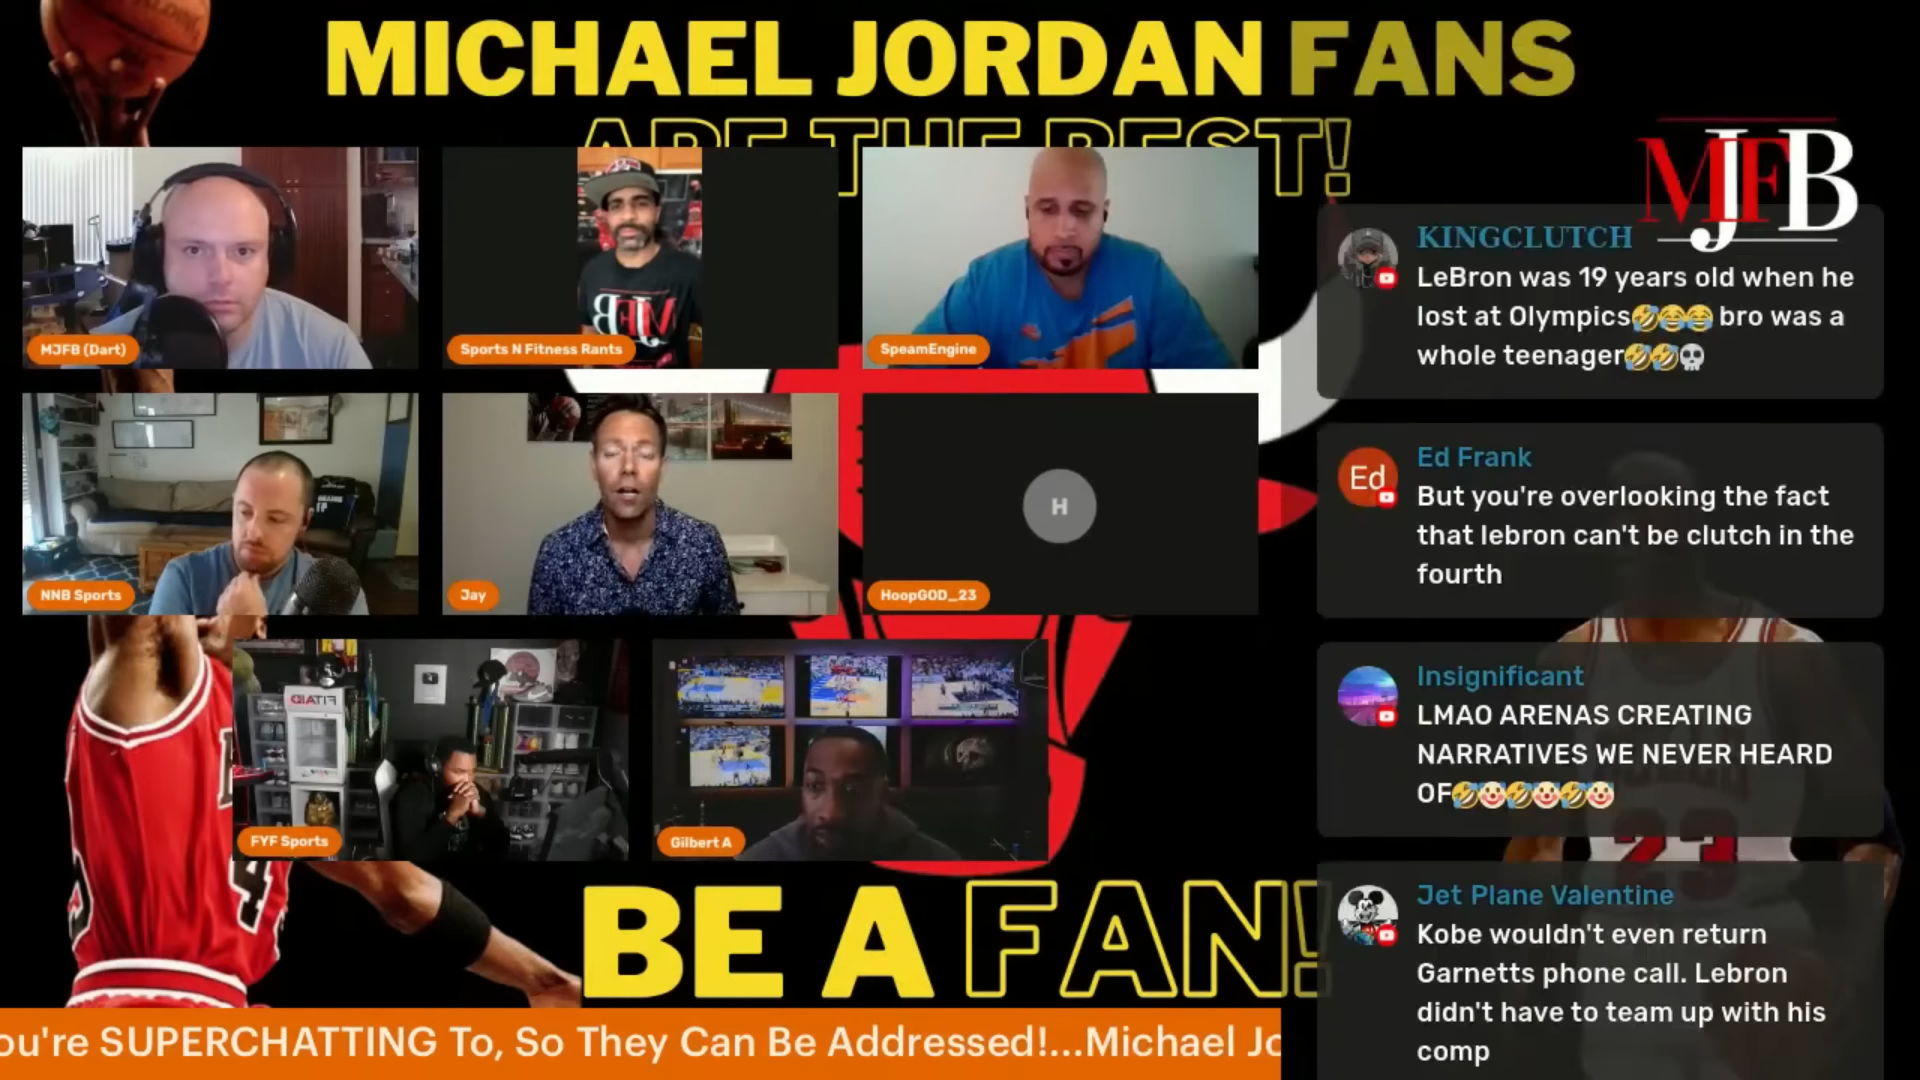 MICHAEL JORDAN FANS
ARE THE BEST!
MJFB
MJFB (Dart)
Sports N Fitness Rants
SpeamEngine
NNB Sports
Jay
H
HoopGOD_23
FITAID
FYF Sports
Gilbert A
BE A FAN!
ou're SUPERCHATTING To, So They Can Be Addressed!...Michael Jo
KINGCLUTCH
LeBron was 19 years old when he
lost at Olympics🤣😂😂 bro was a
whole teenager🤣🤣💀
Ed
Ed Frank
But you're overlooking the fact
that lebron can't be clutch in the
fourth
Insignificant
LMAO ARENAS CREATING
NARRATIVES WE NEVER HEARD
OF🤣🤡🤣🤡🤣🤡
23
Jet Plane Valentine
Kobe wouldn't even return
Garnetts phone call. Lebron
didn't have to team up with his
comp